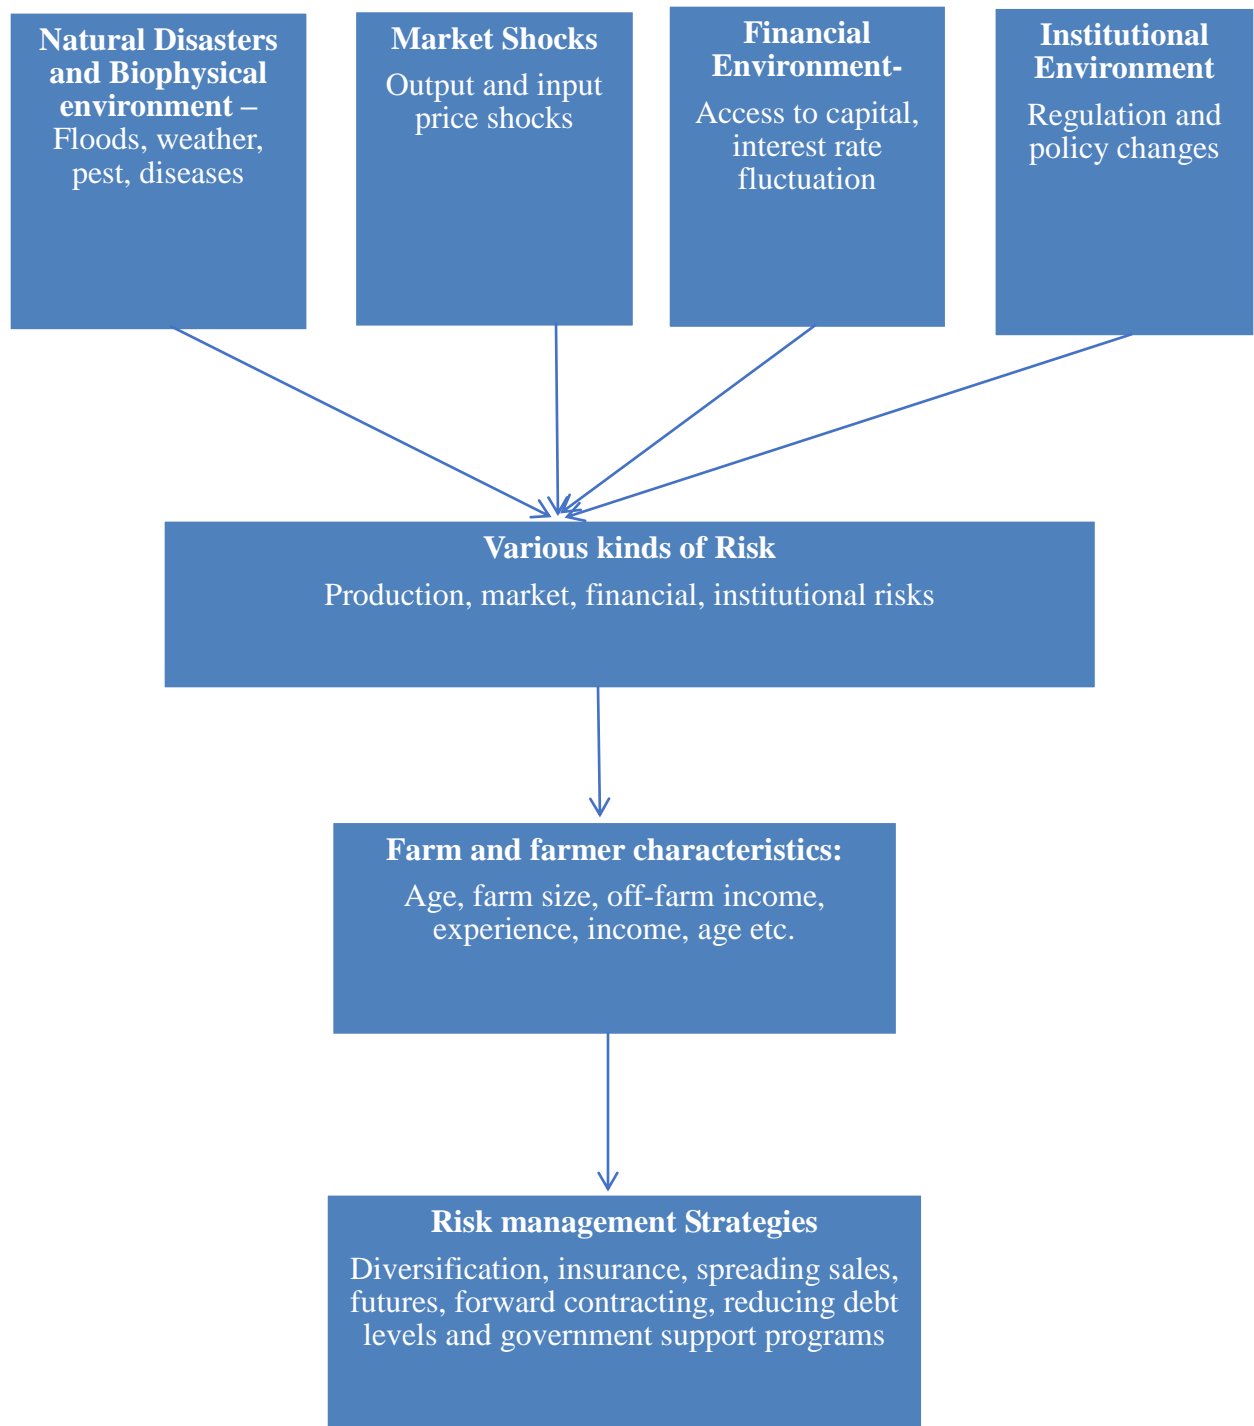 Natural Disasters
and Biophysical
environment –
Floods, weather,
pest, diseases
Market Shocks
Output and input
price shocks
Financial
Environment-
Access to capital,
interest rate
fluctuation
Institutional
Environment
Regulation and
policy changes
Various kinds of Risk
Production, market, financial, institutional risks
Farm and farmer characteristics:
Age, farm size, off-farm income,
experience, income, age etc.
Risk management Strategies
Diversification, insurance, spreading sales,
futures, forward contracting, reducing debt
levels and government support programs